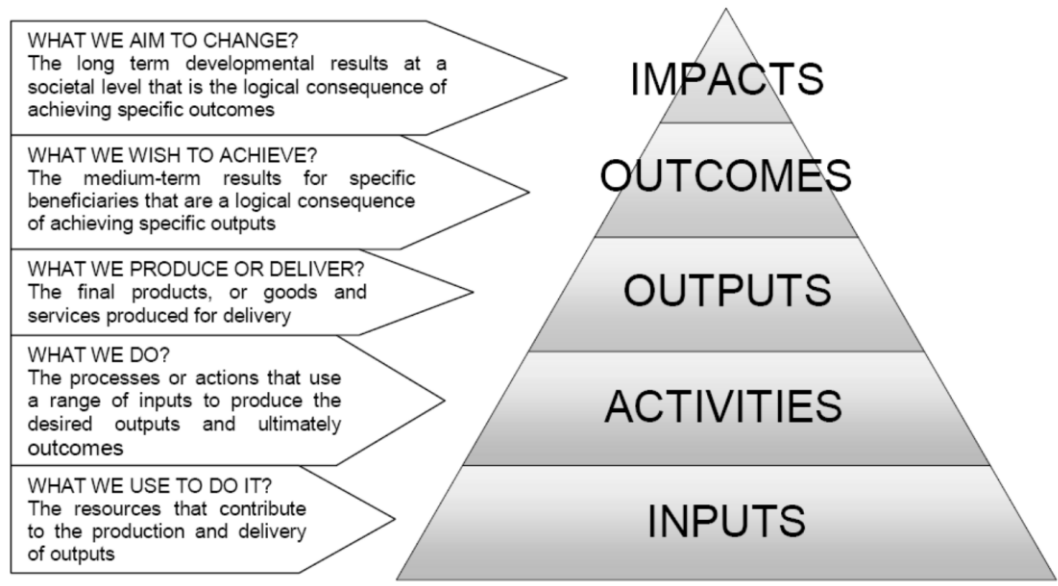 WHAT WE AIM TO CHANGE?
The long term developmental results at a
societal level that is the logical consequence of
achieving specific outcomes
IMPACTS
WHAT WE WISH TO ACHIEVE?
The medium-term results for specific
beneficiaries that are a logical consequence
of achieving specific outputs
OUTCOMES
WHAT WE PRODUCE OR DELIVER?
The final products, or goods and
services produced for delivery
OUTPUTS
WHAT WE DO?
The processes or actions that use
a range of inputs to produce the
desired outputs and ultimately
outcomes
ACTIVITIES
WHAT WE USE TO DO IT?
The resources that contribute
to the production and delivery
of outputs
INPUTS